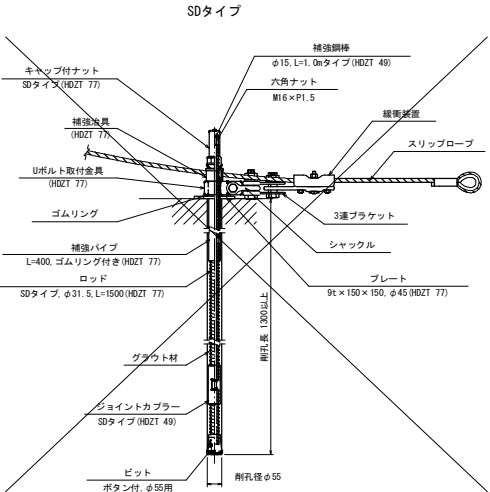 SDタイプ
補強鋼棒
φ15,L=1.0mタイプ(HDZT 49)
キャップ付ナット
SDタイプ(HDZT 77)
六角ナット
M16×P1.5
緩衝装置
補強冶具
(HDZT 77)
スリップロープ
Uボルト取付金具
(HDZT 77)
ゴムリング
3連ブラケット
シャックル
補強パイプ
L=400,ゴムリング付き(HDZT 77)
ロッド
SDタイプ,φ31.5,L=1500(HDZT 77)
プレート
9t×150×150,φ45(HDZT 77)
削孔長 1300以上
グラウト材
ジョイントカプラー
SDタイプ(HDZT 49)
ビット
ボタン付,φ55用
削孔径φ55